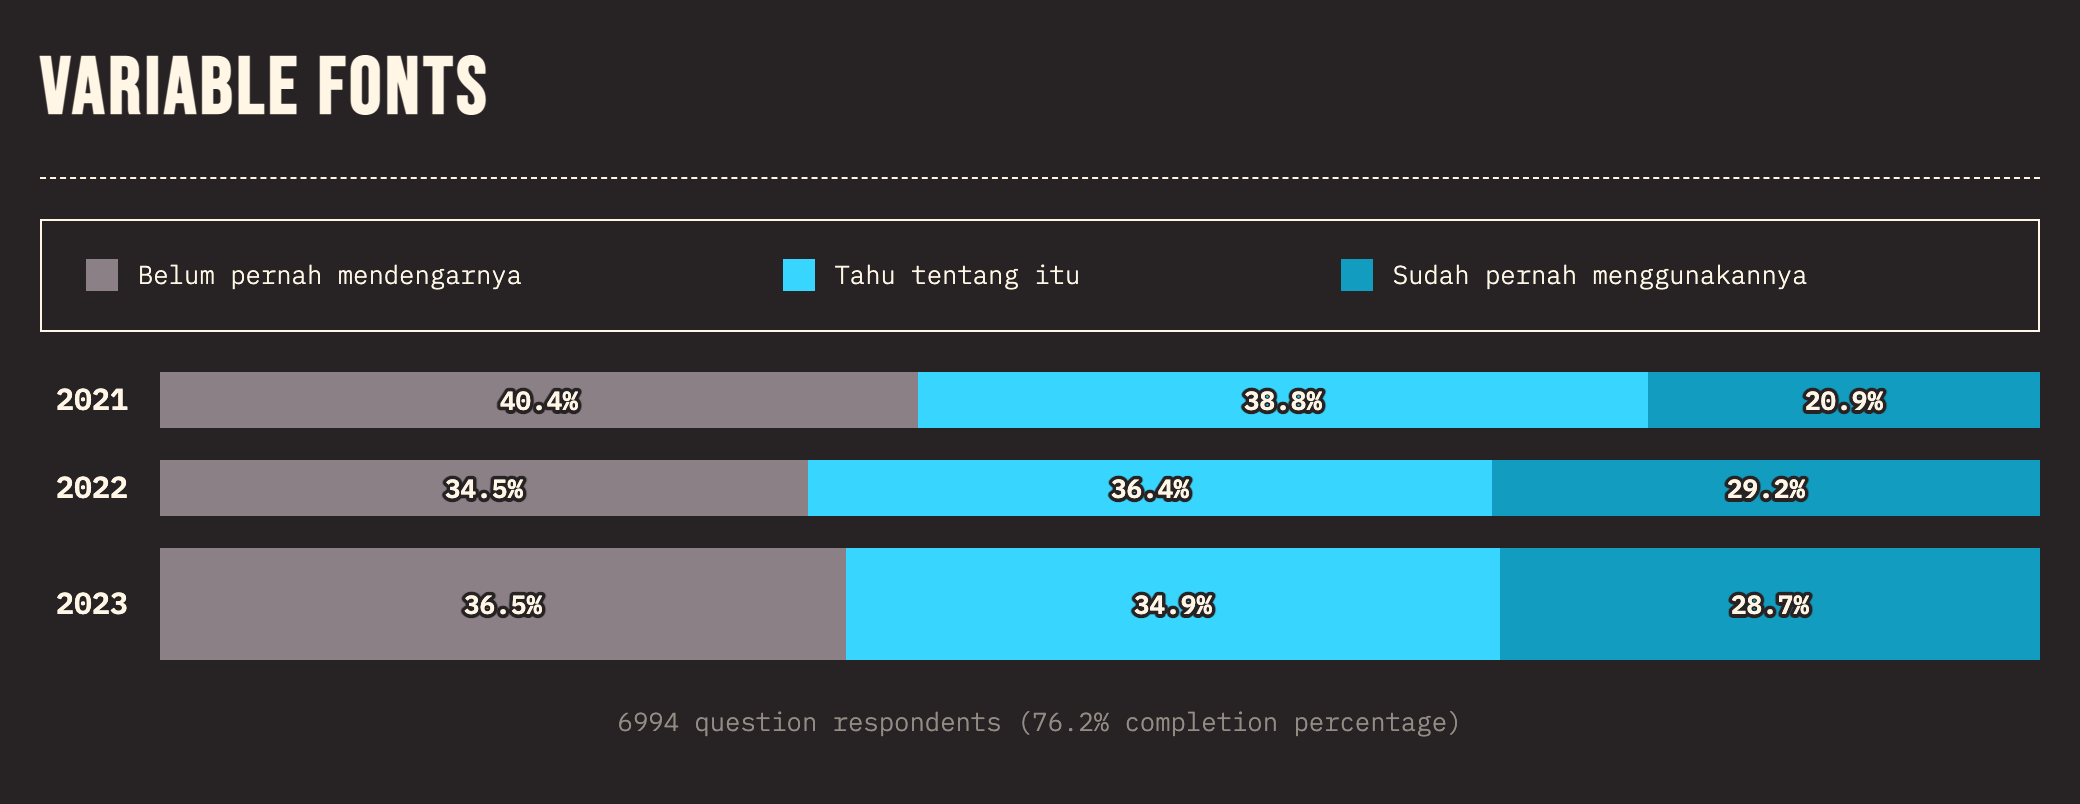 VARIABLE FONTS
Belum pernah mendengarnya Tahu tentang itu Sudah pernah menggunakannya
2021 40.4% 38.8% 20.9%
2022 34.5% 36.4% 29.2%
2023 36.5% 34.9% 28.7%
6994 question respondents (76.2% completion percentage)